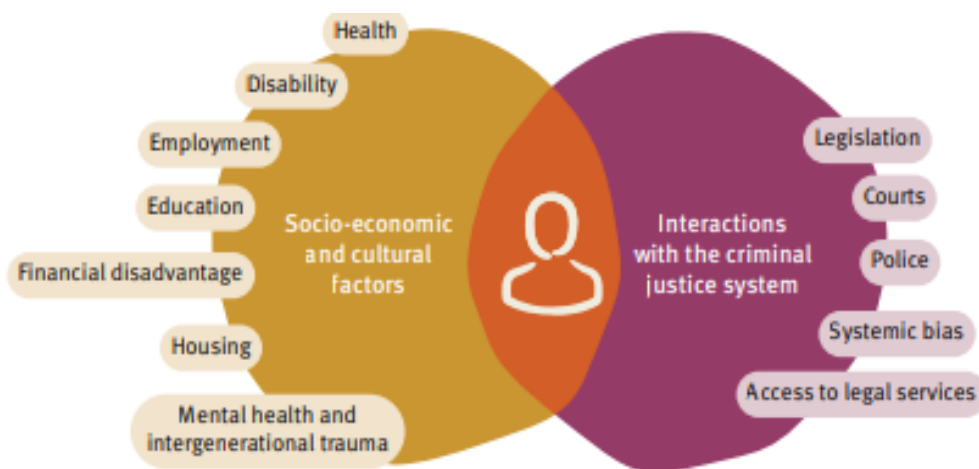 Health
Disability
Employment
Education
Financial disadvantage
Housing
Mental health and
intergenerational trauma
Socio-economic
and cultural
factors
Interactions
with the criminal
justice system
Legislation
Courts
Police
Systemic bias
Access to legal services